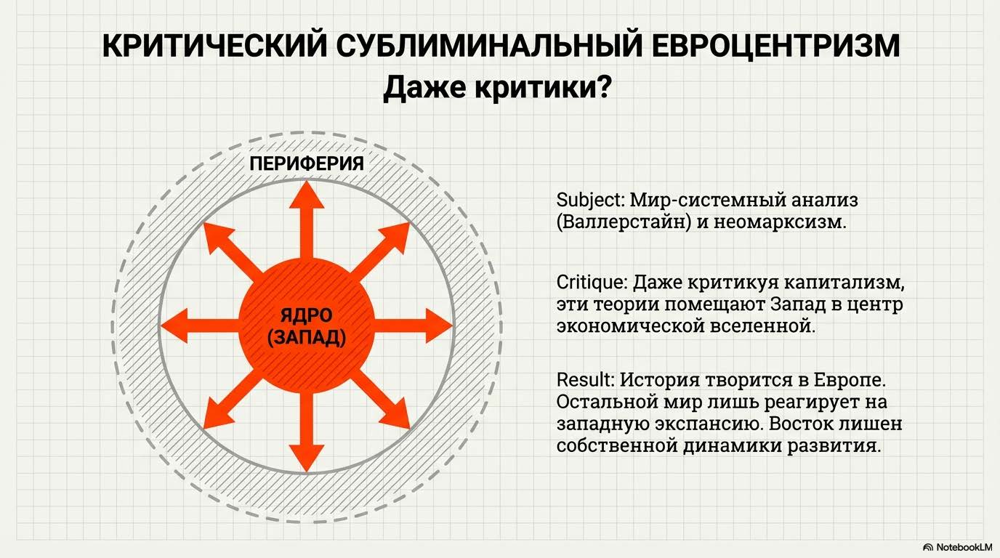 КРИТИЧЕСКИЙ СУБЛИМИНАЛЬНЫЙ ЕВРОЦЕНТРИЗМ
Даже критики?
ПЕРИФЕРИЯ
ЯДРО
(ЗАПАД)
Subject: Мир-системный анализ
(Валлерстайн) и неомарксизм.
Critique: Даже критикуя капитализм,
эти теории помещают Запад в центр
экономической вселенной.
Result: История творится в Европе.
Остальной мир лишь реагирует на
западную экспансию. Восток лишен
собственной динамики развития.
NotebookLM